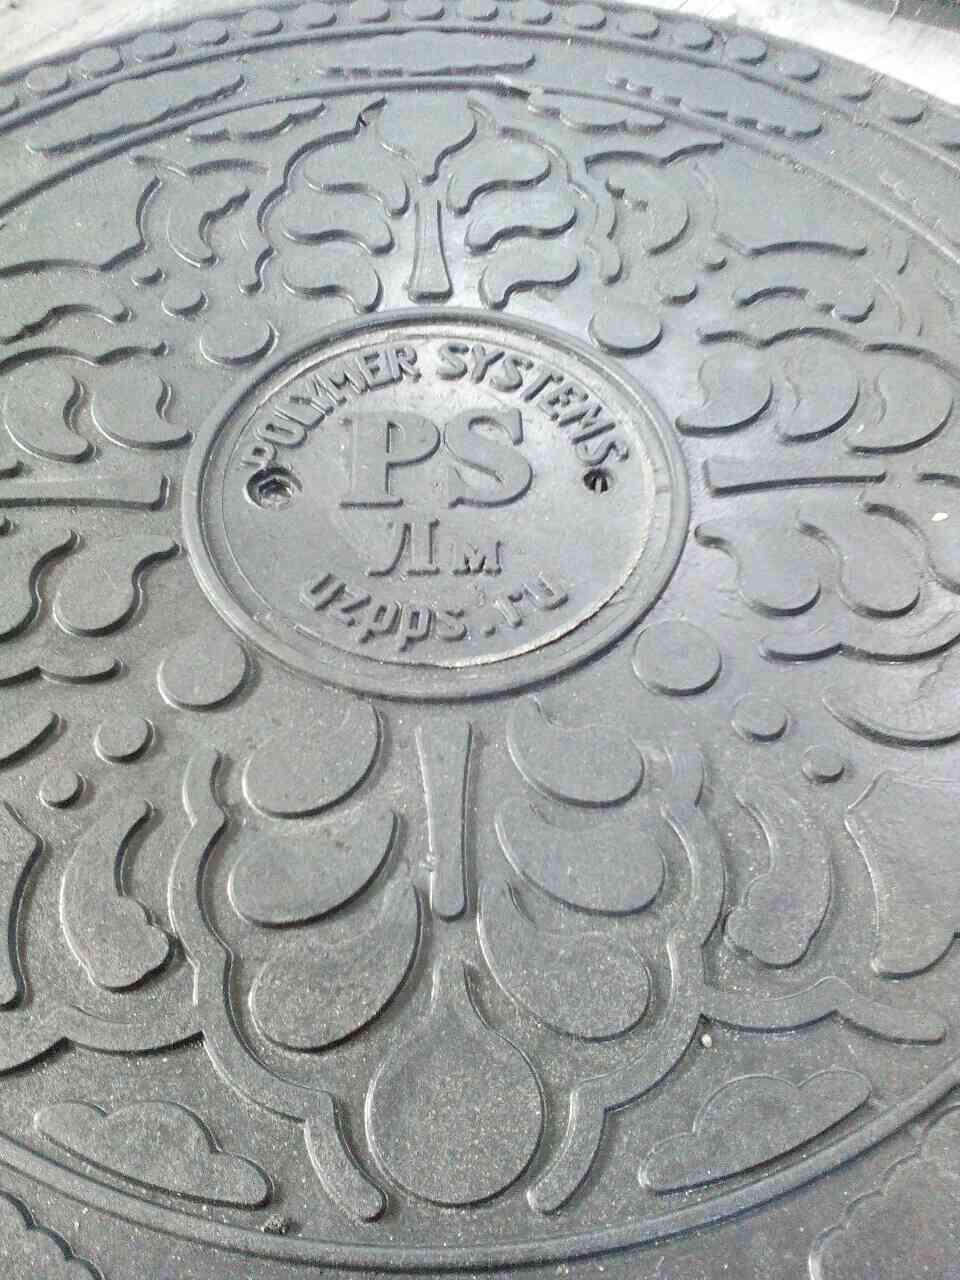 POLYMER SYSTEMS
PS
Лм
uzpps.ru